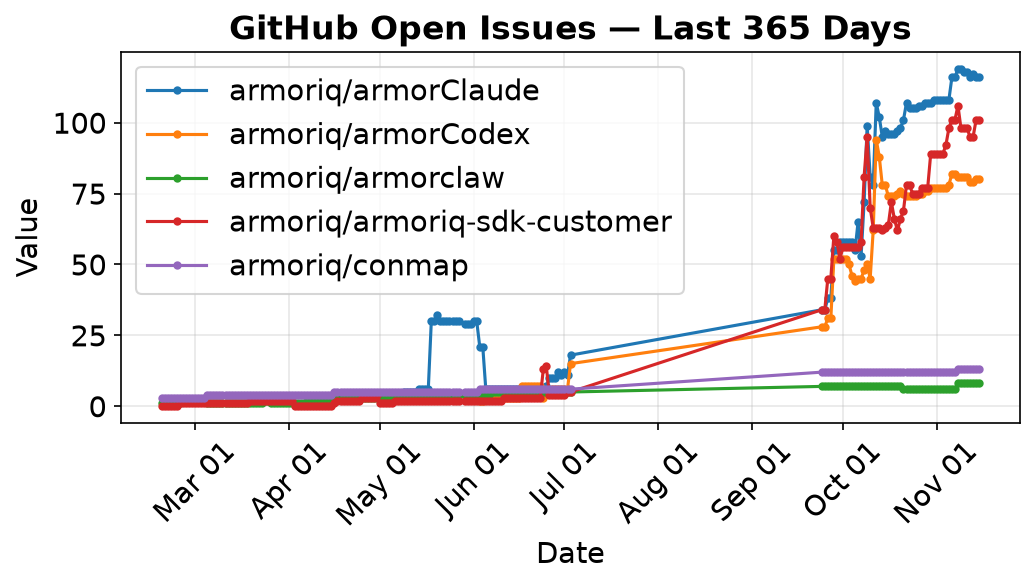 GitHub Open Issues — Last 365 Days
armoriq/armorClaude
armoriq/armorCodex
armoriq/armorclaw
armoriq/armoriq-sdk-customer
armoriq/conmap
Value
100
75
50
25
0
Mar 01
Apr 01
May 01
Jun 01
Jul 01
Aug 01
Sep 01
Oct 01
Nov 01
Date